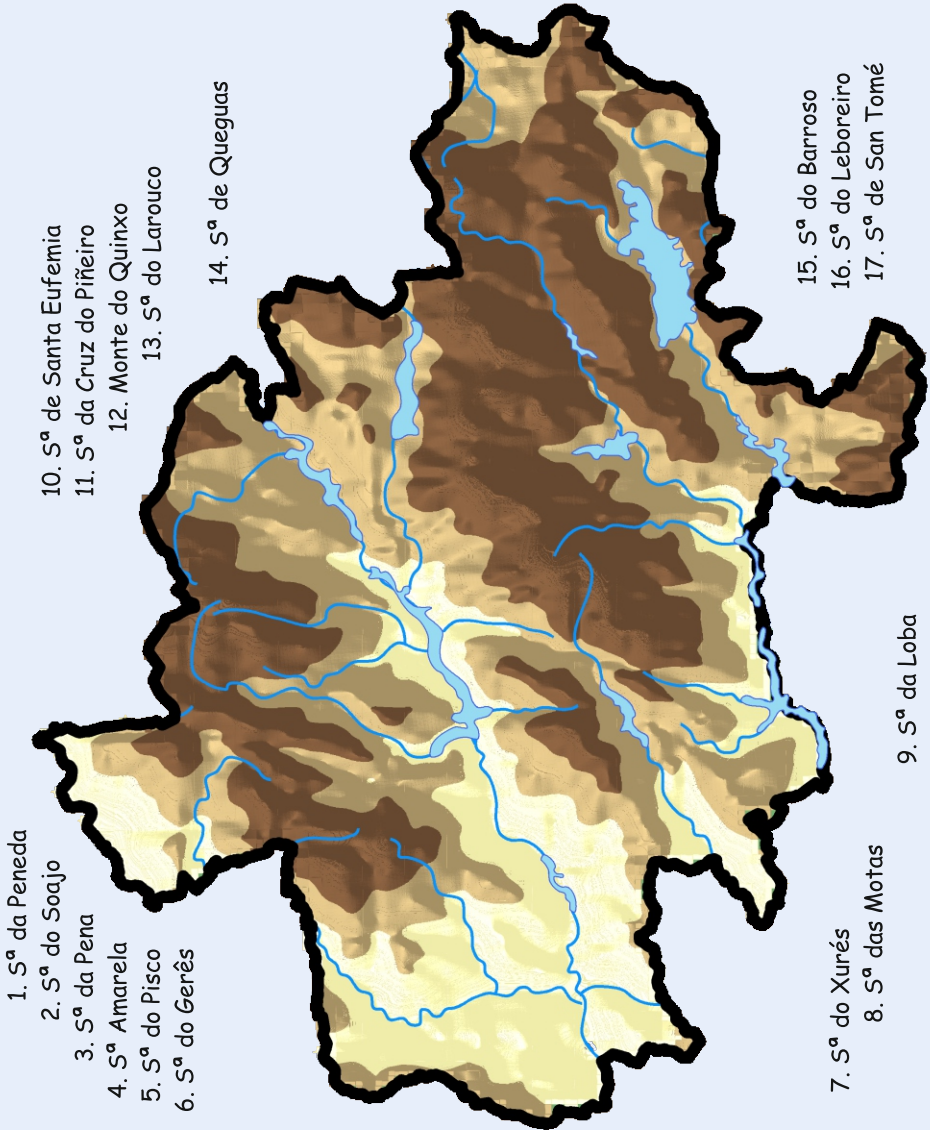 1. Sª da Peneda
2. Sª do Soajo
3. Sª da Pena
4. Sª Amarela
5. Sª do Pisco
6. Sª do Gerês
7. Sª do Xurés
8. Sª das Motas
9. Sª da Loba
10. Sª de Santa Eufemia
11. Sª da Cruz do Piñeiro
12. Monte do Quinxo
13. Sª do Larouco
14. Sª de Queguas
15. Sª do Barroso
16. Sª do Leboreiro
17. Sª de San Tomé